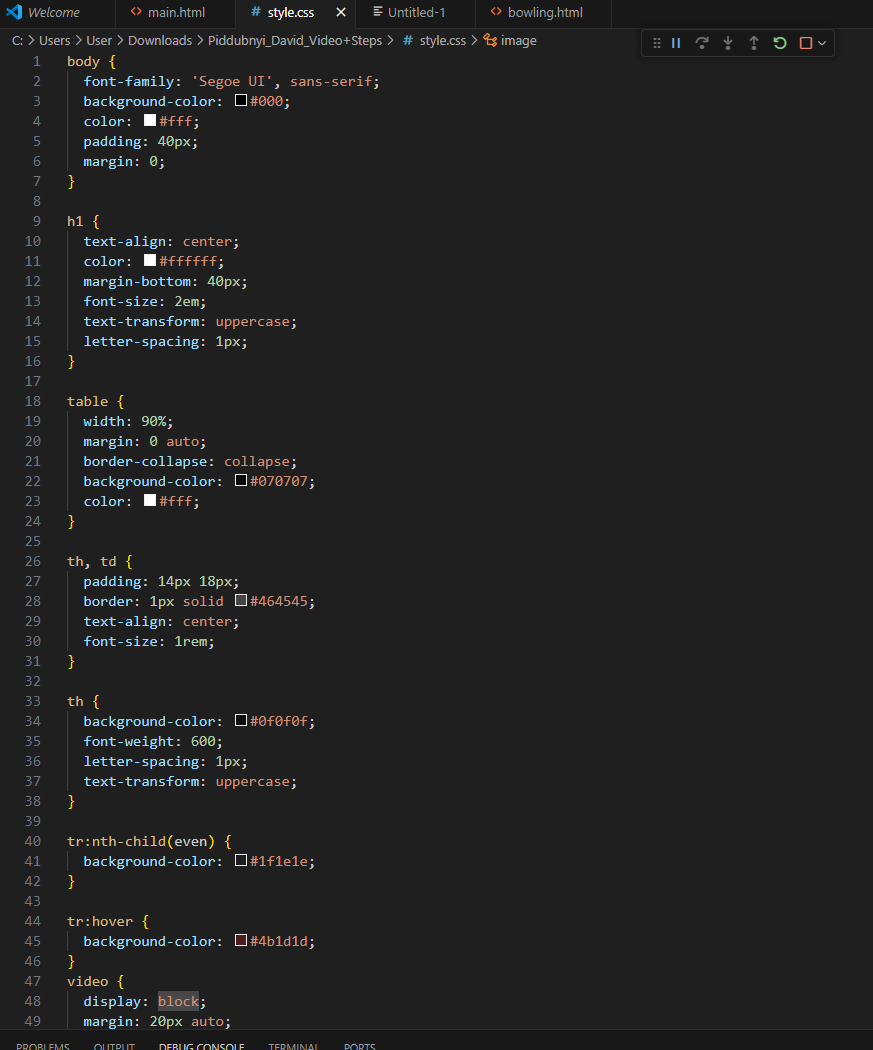 Welcome <> main.html # style.css × Untitled-1 <> bowling.html
C: > Users > User > Downloads > Piddubnyi_David_Video+Steps > # style.css > image
1 body {
2 font-family: 'Segoe UI', sans-serif;
3 background-color: #000;
4 color: #fff;
5 padding: 40px;
6 margin: 0;
7 }
8
9 h1 {
10 text-align: center;
11 color: #ffffff;
12 margin-bottom: 40px;
13 font-size: 2em;
14 text-transform: uppercase;
15 letter-spacing: 1px;
16 }
17
18 table {
19 width: 90%;
20 margin: 0 auto;
21 border-collapse: collapse;
22 background-color: #070707;
23 color: #fff;
24 }
25
26 th, td {
27 padding: 14px 18px;
28 border: 1px solid #464545;
29 text-align: center;
30 font-size: 1rem;
31 }
32
33 th {
34 background-color: #0f0f0f;
35 font-weight: 600;
36 letter-spacing: 1px;
37 text-transform: uppercase;
38 }
39
40 tr:nth-child(even) {
41 background-color: #1f1e1e;
42 }
43
44 tr:hover {
45 background-color: #4b1d1d;
46 }
47 video {
48 display: block;
49 margin: 20px auto;
PROBLEMS OUTPUT DEBUG CONSOLE TERMINAL PORTS